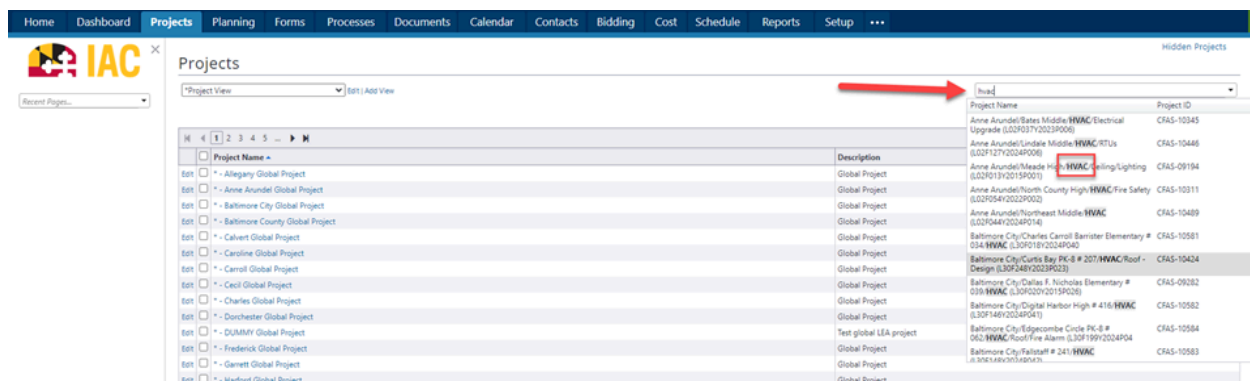 Home Dashboard Projects Planning Forms Processes Documents Calendar Contacts Bidding Cost Schedule Reports Setup
IAC
Hidden Projects
Projects
Recent Pages...
*Project View Edit | Add View
hvac
Project Name Project ID
Anne Arundel/Bates Middle/HVAC/Electrical CFAS-10345
Upgrade (L02F037Y2023P006)
Anne Arundel/Lindale Middle/HVAC/RTUs CFAS-10446
(L02F127Y2024P006)
Anne Arundel/Meade High/HVAC/Ceiling/Lighting CFAS-09194
(L02F013Y2015P001)
Anne Arundel/North County High/HVAC/Fire Safety CFAS-10311
(L02F054Y2022P002)
Anne Arundel/Northeast Middle/HVAC CFAS-10489
(L02F044Y2024P014)
Baltimore City/Charles Carroll Barrister Elementary # CFAS-10581
034/HVAC (L30F018Y2024P040
Baltimore City/Curtis Bay PK-8 # 207/HVAC/Roof - CFAS-10424
Design (L30F248Y2023P023)
Baltimore City/Dallas F. Nicholas Elementary # CFAS-09282
039/HVAC (L30F020Y2015P026)
Baltimore City/Digital Harbor High # 416/HVAC CFAS-10582
(L30F146Y2024P041)
Baltimore City/Edgecombe Circle PK-8 # CFAS-10584
062/HVAC/Roof/Fire Alarm (L30F199Y2024P04
Baltimore City/Fallstaff # 241/HVAC CFAS-10583
(L30F148Y2024P042)
1 2 3 4 5 ...
Project Name Description
Edit * - Allegany Global Project Global Project
Edit * - Anne Arundel Global Project Global Project
Edit * - Baltimore City Global Project Global Project
Edit * - Baltimore County Global Project Global Project
Edit * - Calvert Global Project Global Project
Edit * - Caroline Global Project Global Project
Edit * - Carroll Global Project Global Project
Edit * - Cecil Global Project Global Project
Edit * - Charles Global Project Global Project
Edit * - Dorchester Global Project Global Project
Edit * - DUMMY Global Project Test global LEA project
Edit * - Frederick Global Project Global Project
Edit * - Garrett Global Project Global Project
Edit * - Harford Global Project Global Project